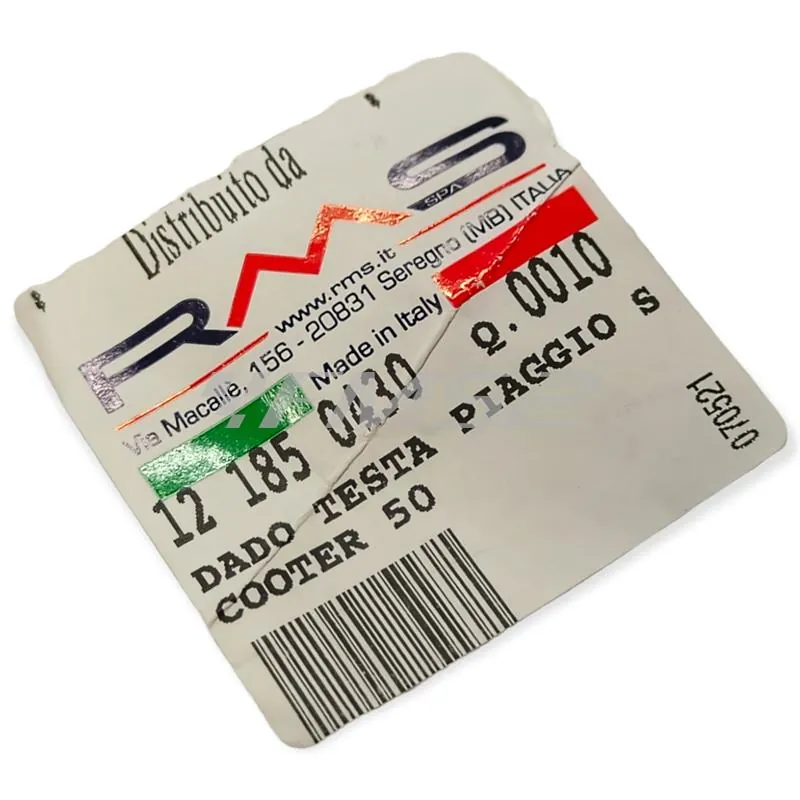 Distribuito da
RMS SPA
www.rms.it
Via Macallè, 156 - 20831 Seregno (MB) ITALIA
Made in Italy
12 185 0430 Q.0010
DADO TESTA PIAGGIO S
COOTER 50
070521